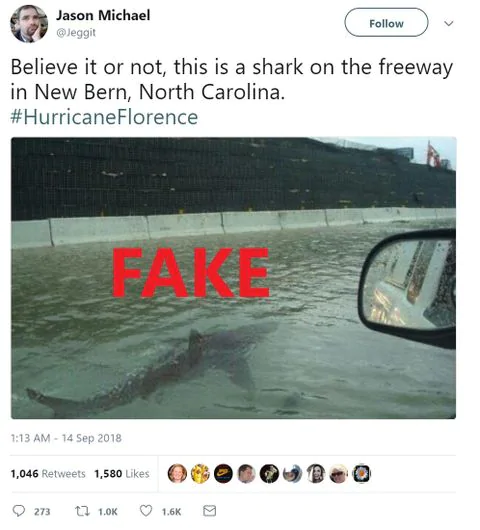 Jason Michael
@Jeggit
Follow
Believe it or not, this is a shark on the freeway
in New Bern, North Carolina.
#HurricaneFlorence
FAKE
1:13 AM - 14 Sep 2018
1,046 Retweets 1,580 Likes
273 1.0K 1.6K